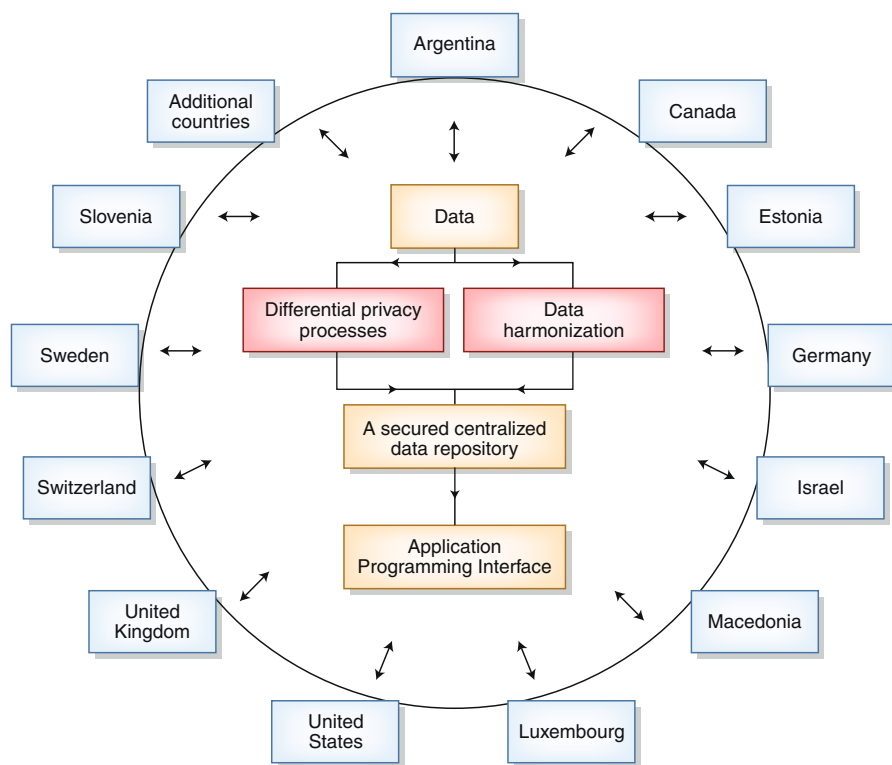 Argentina
Additional
countries
Canada
Slovenia
Data
Estonia
Differential privacy
processes
Data
harmonization
Sweden
Germany
A secured centralized
data repository
Switzerland
Israel
Application
Programming Interface
United
Kingdom
Macedonia
United
States
Luxembourg